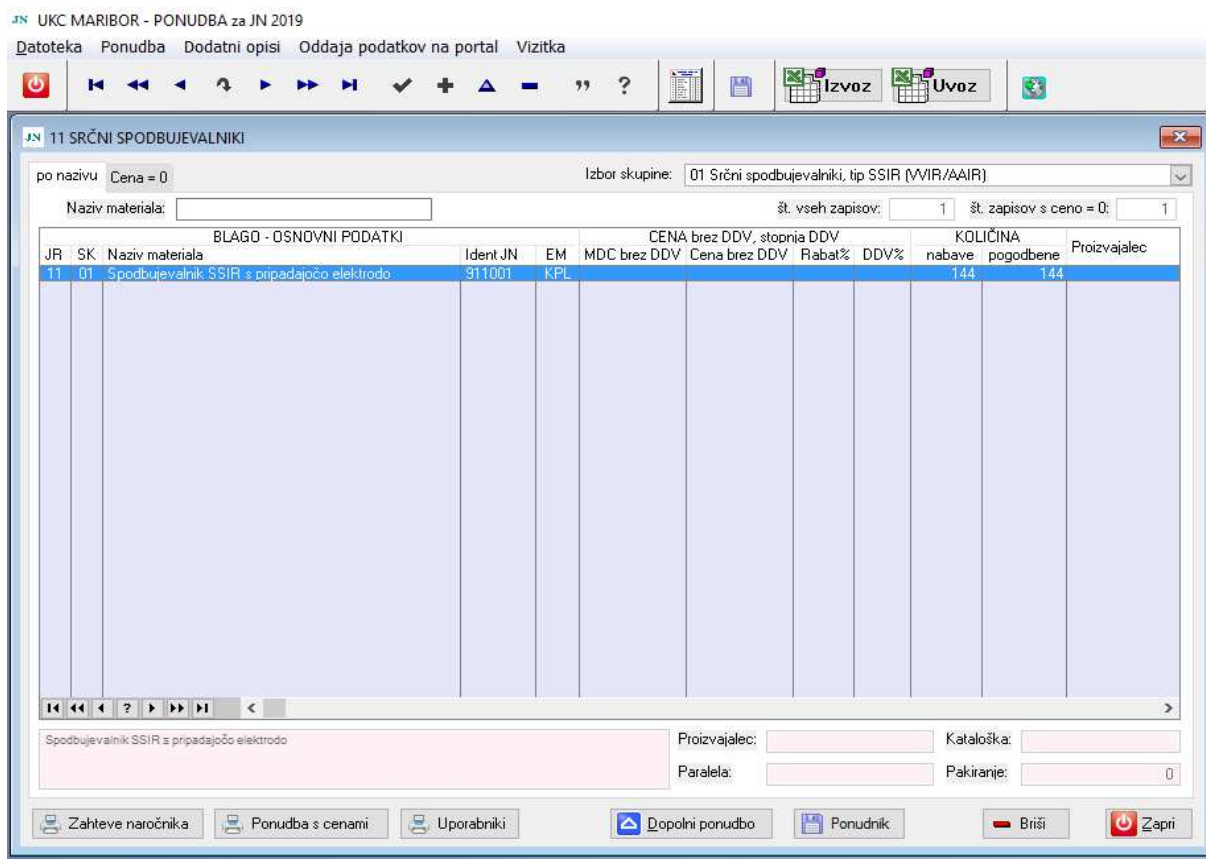 JN UKC MARIBOR - PONUDBA za JN 2019
Datoteka Ponudba Dodatni opisi Oddaja podatkov na portal Vizitka
Izvoz Uvoz
JN 11 SRČNI SPODBUJEVALNIKI
po nazivu Cena = 0 Izbor skupine: 01 Srčni spodbujevalniki, tip SSIR (VVIR/AAIR)
Naziv materiala: št. vseh zapisov: 1 št. zapisov s ceno = 0: 1
BLAGO - OSNOVNI PODATKI CENA brez DDV, stopnja DDV KOLIČINA
JR SK Naziv materiala Ident JN EM MDC brez DDV Cena brez DDV Rabat% DDV% nabave pogodbene Proizvajalec
11 01 Spodbujevalnik SSIR s pripadajočo elektrodo 911001 KPL 144 144
Spodbujevalnik SSIR s pripadajočo elektrodo Proizvajalec: Kataloška:
Paralela: Pakiranje: 0
Zahteve naročnika Ponudba s cenami Uporabniki Dopolni ponudbo Ponudnik Briši Zapri